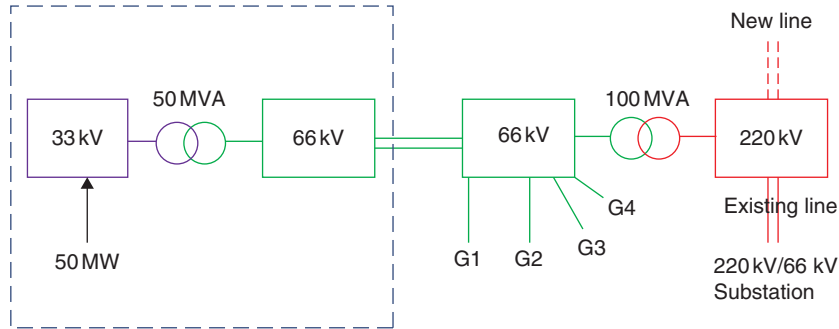 New line
50 MVA
100 MVA
33 kV
66 kV
66 kV
220 kV
G4
Existing line
G3
G1
G2
50 MW
220 kV/66 kV
Substation